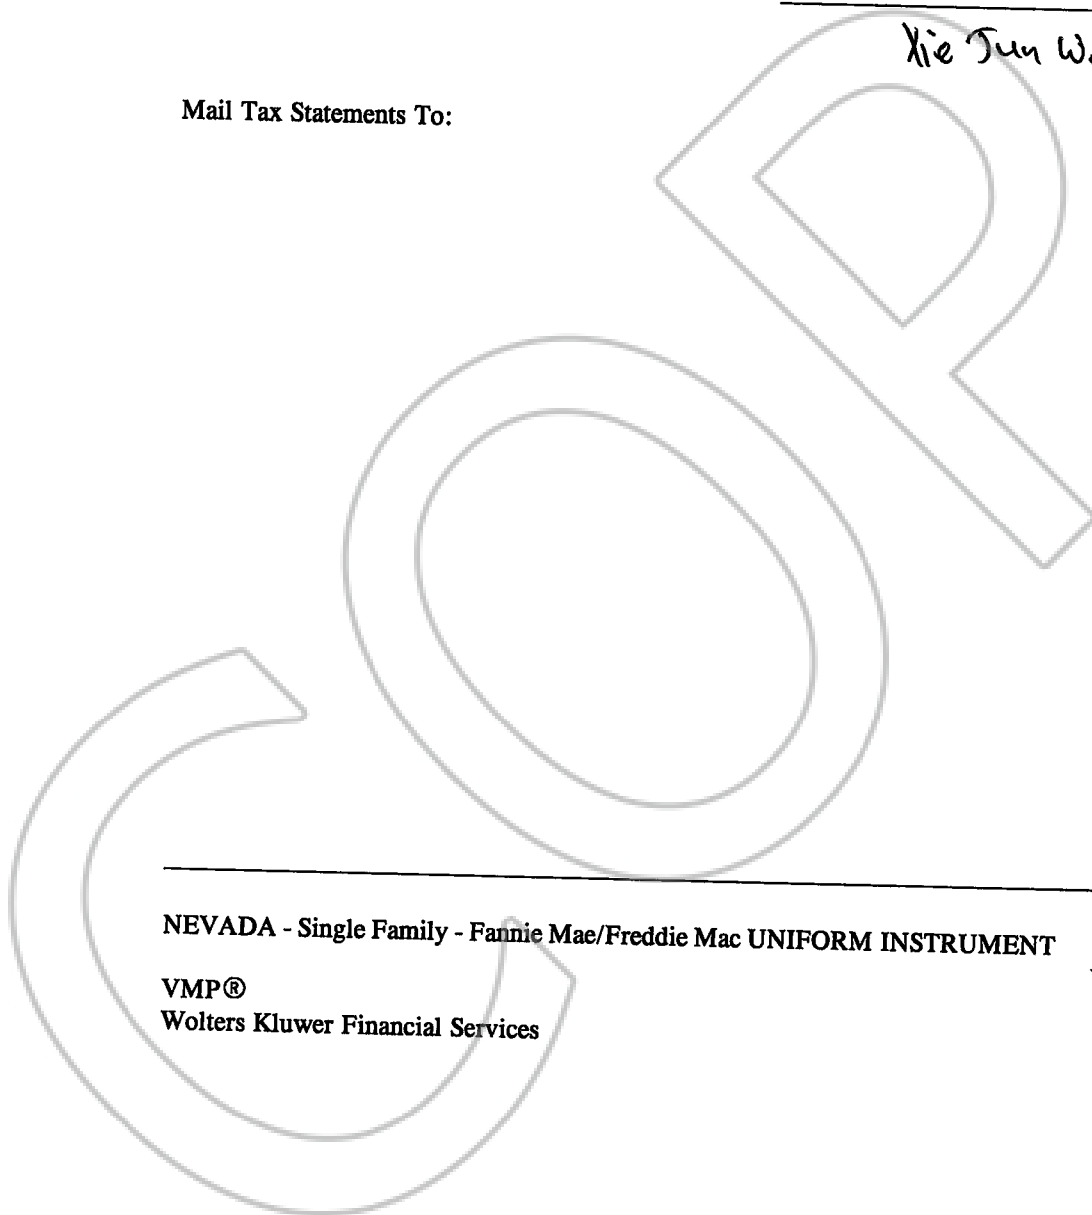 Xie Jun
Mail Tax Statements To:
COP
NEVADA - Single Family - Fannie Mae/Freddie Mac UNIFORM INSTRUMENT
VMP®
Wolters Kluwer Financial Services